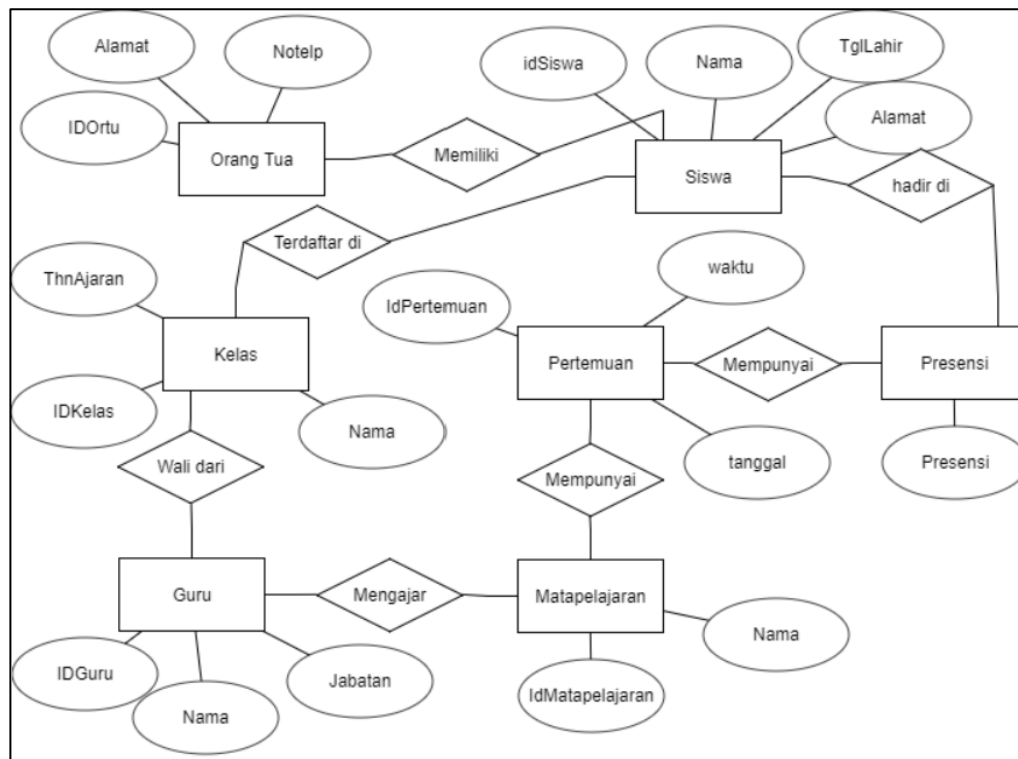 Alamat
Notelp
IDOrtu
Orang Tua
Memiliki
idSiswa
Nama
TglLahir
Alamat
Siswa
hadir di
Terdaftar di
ThnAjaran
Kelas
IDKelas
Nama
waktu
IdPertemuan
Pertemuan
Mempunyai
Presensi
tanggal
Presensi
Wali dari
Mempunyai
Guru
Mengajar
Matapelajaran
IDGuru
Nama
Jabatan
Nama
IdMatapelajaran